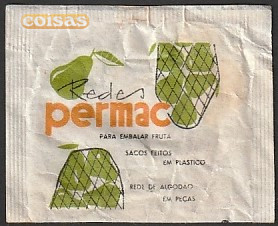 coisas
Redes
permac
PARA EMBALAR FRUTA
SACOS FEITOS
EM PLASTICO
REDE DE ALGODÃO
EM PEÇAS